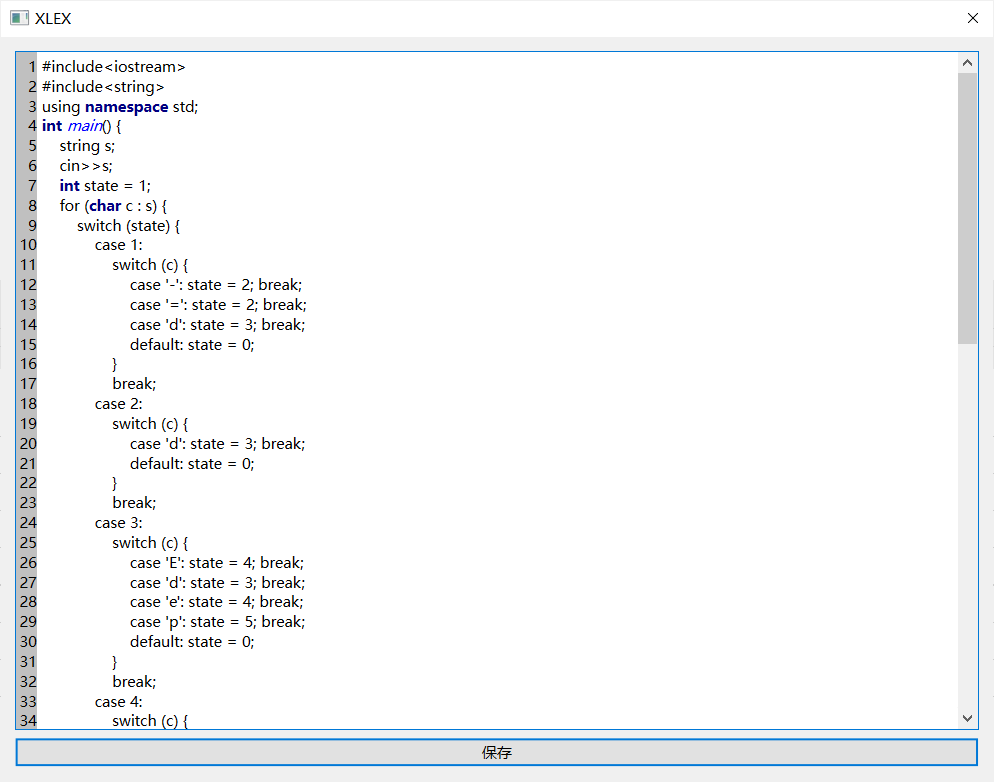 XLEX
1 #include<iostream>
2 #include<string>
3 using namespace std;
4 int main() {
5 string s;
6 cin>>s;
7 int state = 1;
8 for (char c : s) {
9 switch (state) {
10 case 1:
11 switch (c) {
12 case '-': state = 2; break;
13 case '=': state = 2; break;
14 case 'd': state = 3; break;
15 default: state = 0;
16 }
17 break;
18 case 2:
19 switch (c) {
20 case 'd': state = 3; break;
21 default: state = 0;
22 }
23 break;
24 case 3:
25 switch (c) {
26 case 'E': state = 4; break;
27 case 'd': state = 3; break;
28 case 'e': state = 4; break;
29 case 'p': state = 5; break;
30 default: state = 0;
31 }
32 break;
33 case 4:
34 switch (c) {
保存